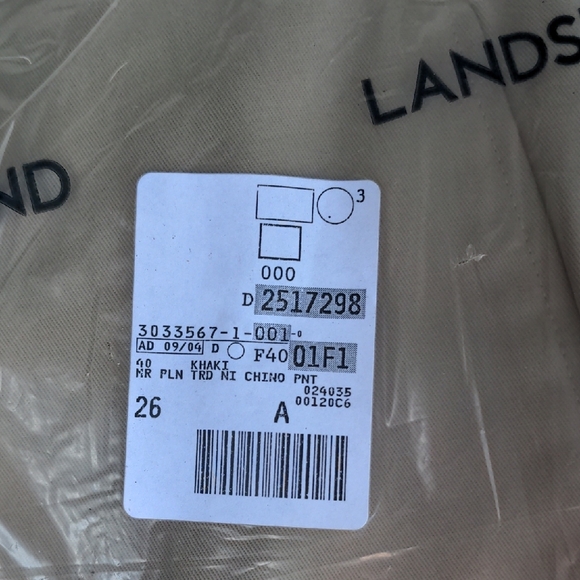 LANDS
ND
3
000
D 2517298
3033567-1-001-0
AD 09/04 D F40 01F1
40 KHAKI
NR PLN TRD NI CHINO PNT
024035
26 A 00120C6